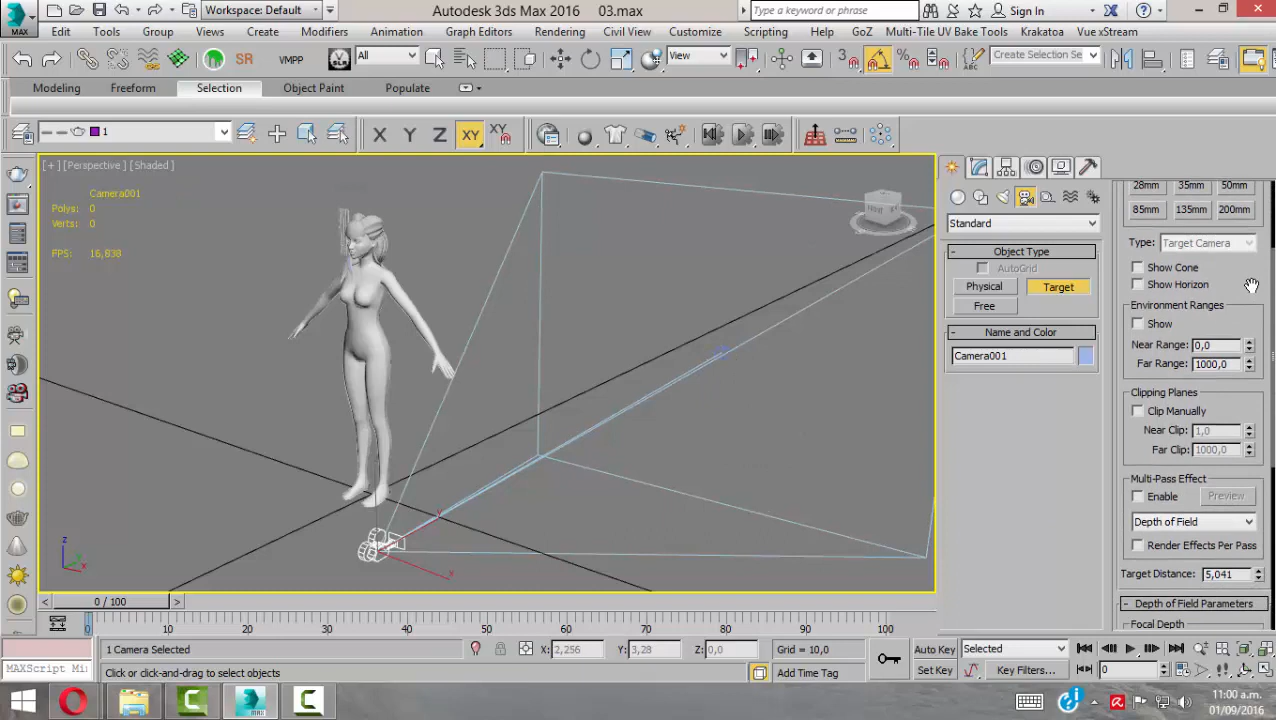 MAX
Workspace: Default
Autodesk 3ds Max 2016 03.max
Type a keyword or phrase
Sign In
Edit Tools Group Views Create Modifiers Animation Graph Editors Rendering Civil View Customize Scripting GoZ Multi-Tile UV Bake Tools Krakatoa Vue xStream
SR VMPP All View 3 Create Selection Se
Modeling Freeform Selection Object Paint Populate
1 X Y Z XY XY
[+] [Perspective] [Shaded]
Camera001
Polys: 0
Verts: 0
FPS: 16,838
z
x
y
x
Standard
- Object Type
AutoGrid
Physical Target
Free
- Name and Color
Camera001
28mm 35mm 50mm
85mm 135mm 200mm
Type: Target Camera
Show Cone
Show Horizon
Environment Ranges
Show
Near Range: 0,0
Far Range: 1000,0
Clipping Planes
Clip Manually
Near Clip: 1,0
Far Clip: 1000,0
Multi-Pass Effect
Enable Preview
Depth of Field
Render Effects Per Pass
Target Distance: 5,041
- Depth of Field Parameters
Focal Depth
< 0 / 100 >
0 10 20 30 40 50 60 70 80 90 100
1 Camera Selected X: 2,256 Y: 3,28 Z: 0,0 Grid = 10,0 Auto Key Selected
MAXScript Mi Click or click-and-drag to select objects Add Time Tag Set Key Key Filters... 0
11:00 a.m.
01/09/2016